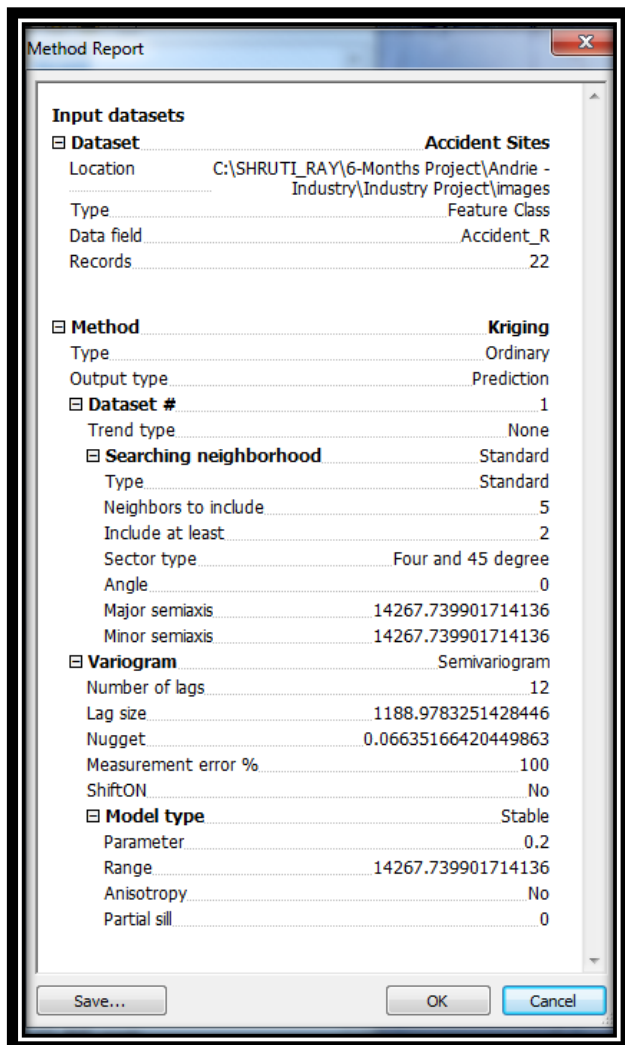 Method Report
Input datasets
Dataset Accident Sites
Location C:\SHRUTI_RAY\6-Months Project\Andrie -
Industry\Industry Project\images
Type Feature Class
Data field Accident_R
Records 22
Method Kriging
Type Ordinary
Output type Prediction
Dataset # 1
Trend type None
Searching neighborhood Standard
Type Standard
Neighbors to include 5
Include at least 2
Sector type Four and 45 degree
Angle 0
Major semiaxis 14267.739901714136
Minor semiaxis 14267.739901714136
Variogram Semivariogram
Number of lags 12
Lag size 1188.9783251428446
Nugget 0.06635166420449863
Measurement error % 100
ShiftON No
Model type Stable
Parameter 0.2
Range 14267.739901714136
Anisotropy No
Partial sill 0
Save... OK Cancel